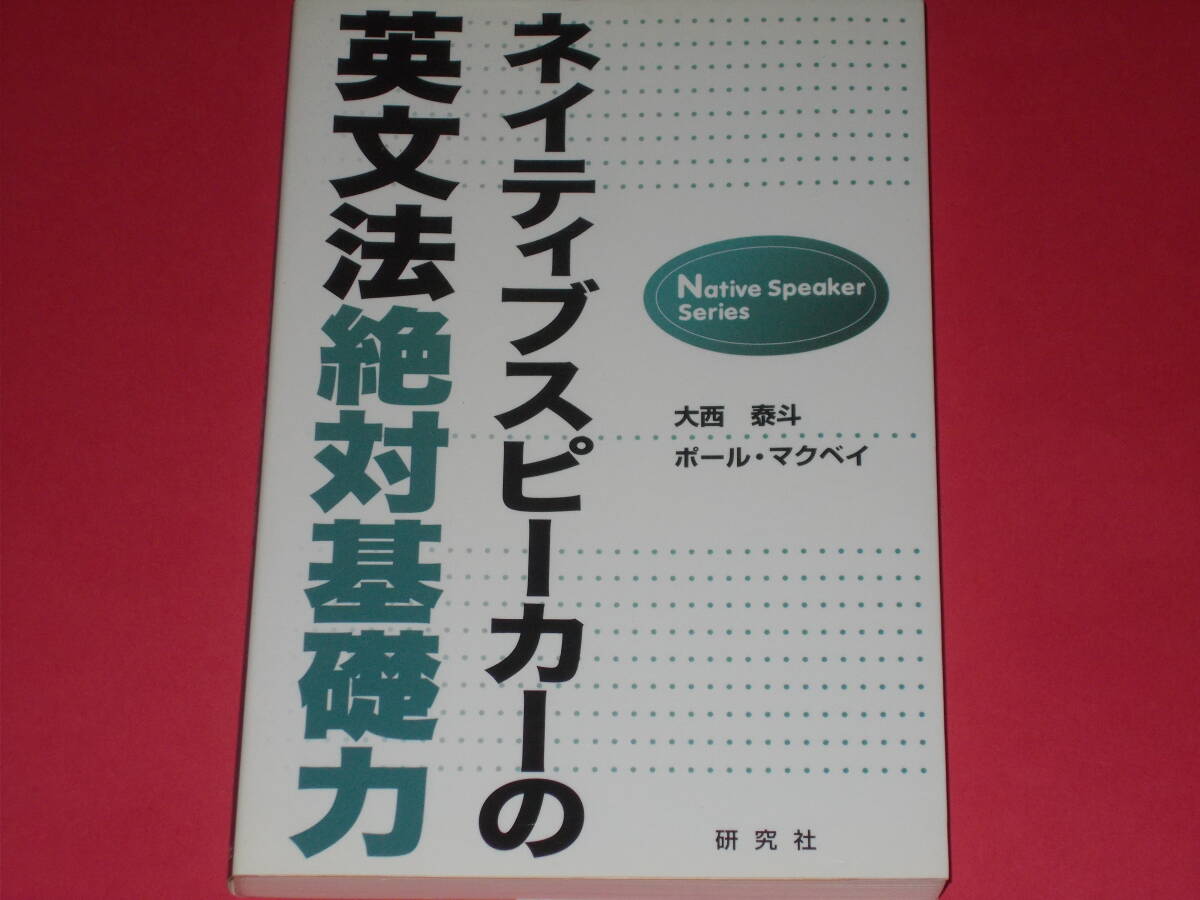 ネイティブスピーカーの
英文法絶対基礎力
Native Speaker
Series
大西 泰斗
ポール・マクベイ
研究社